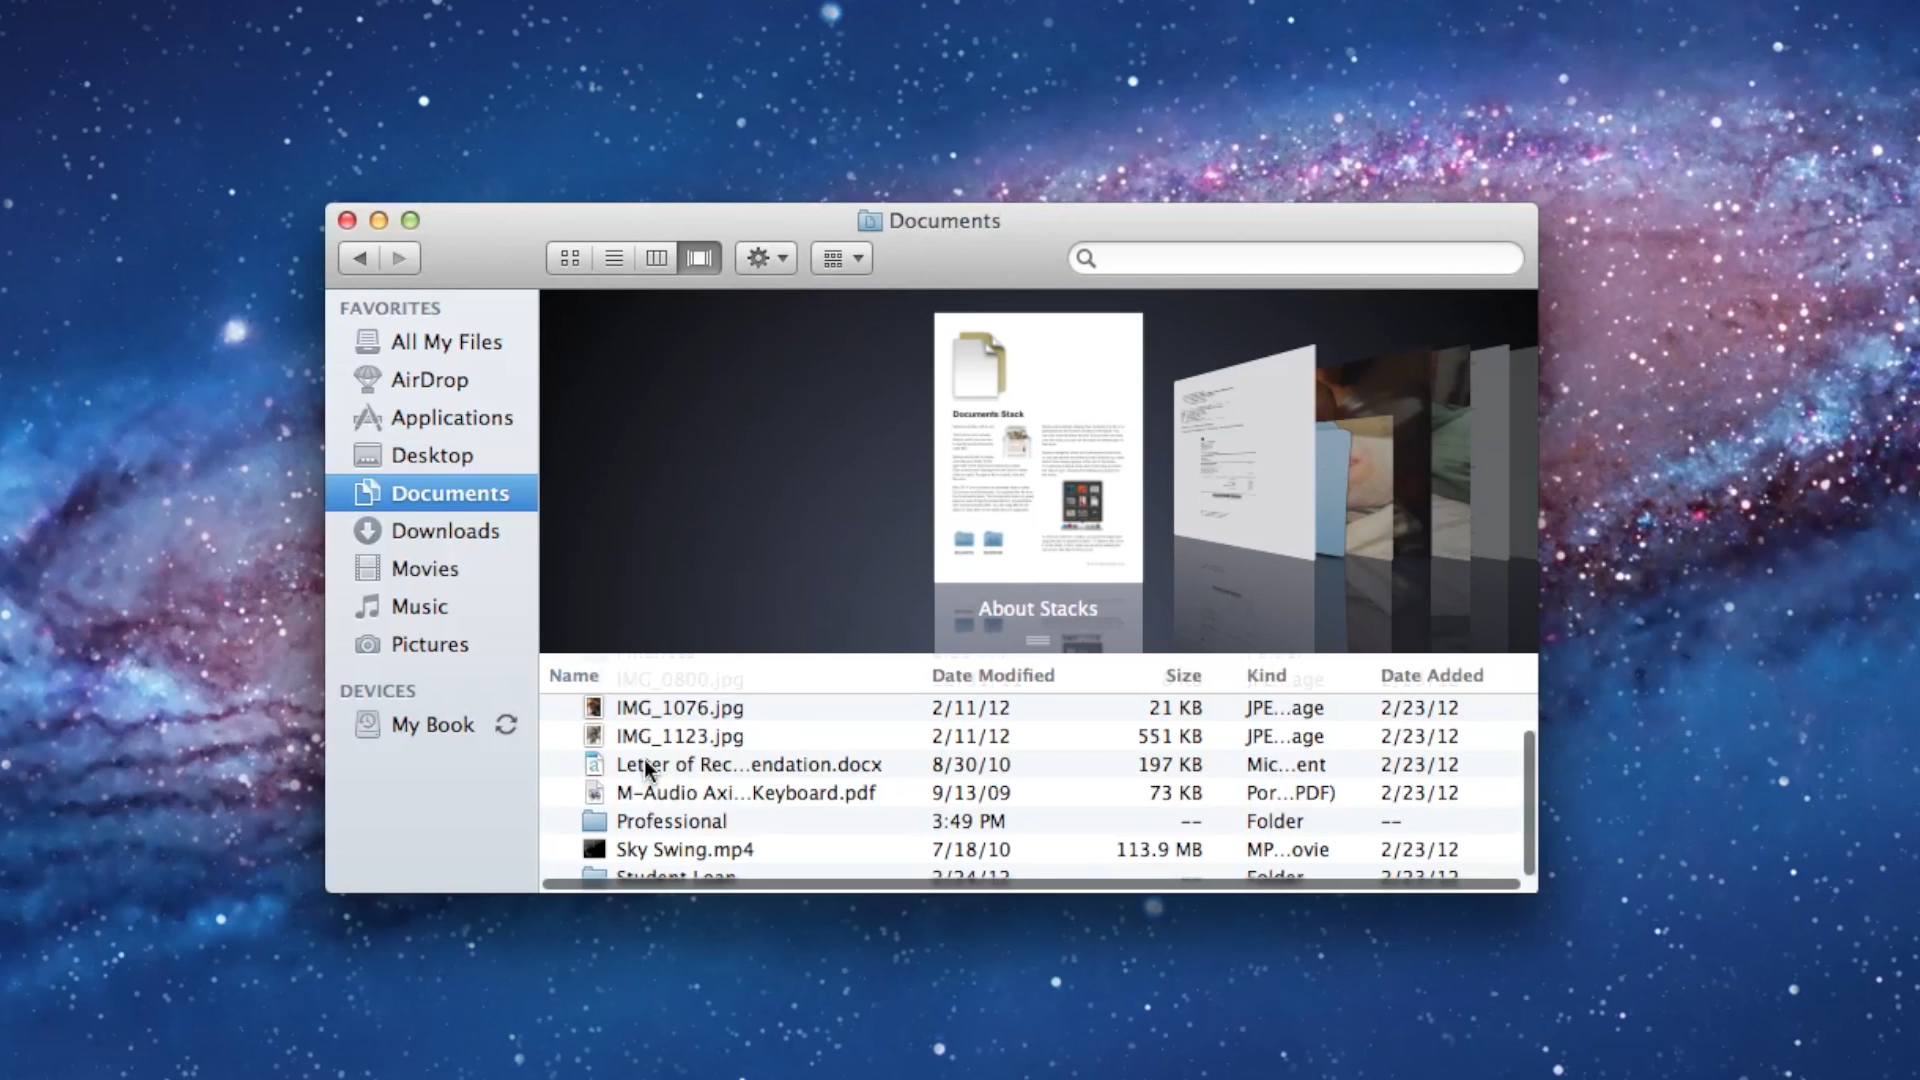 Documents
FAVORITES
All My Files
AirDrop
Applications
Desktop
Documents
Downloads
Movies
Music
Pictures
DEVICES
My Book
Documents Stack
About Stacks
Name Date Modified Size Kind Date Added
IMG_0800.jpg
IMG_1076.jpg 2/11/12 21 KB JPE...age 2/23/12
IMG_1123.jpg 2/11/12 551 KB JPE...age 2/23/12
Letter of Rec...endation.docx 8/30/10 197 KB Mic...ent 2/23/12
M-Audio Axi...Keyboard.pdf 9/13/09 73 KB Por...PDF) 2/23/12
Professional 3:49 PM -- Folder --
Sky Swing.mp4 7/18/10 113.9 MB MP...ovie 2/23/12
Student Loan 2/24/12 -- Folder 2/23/12